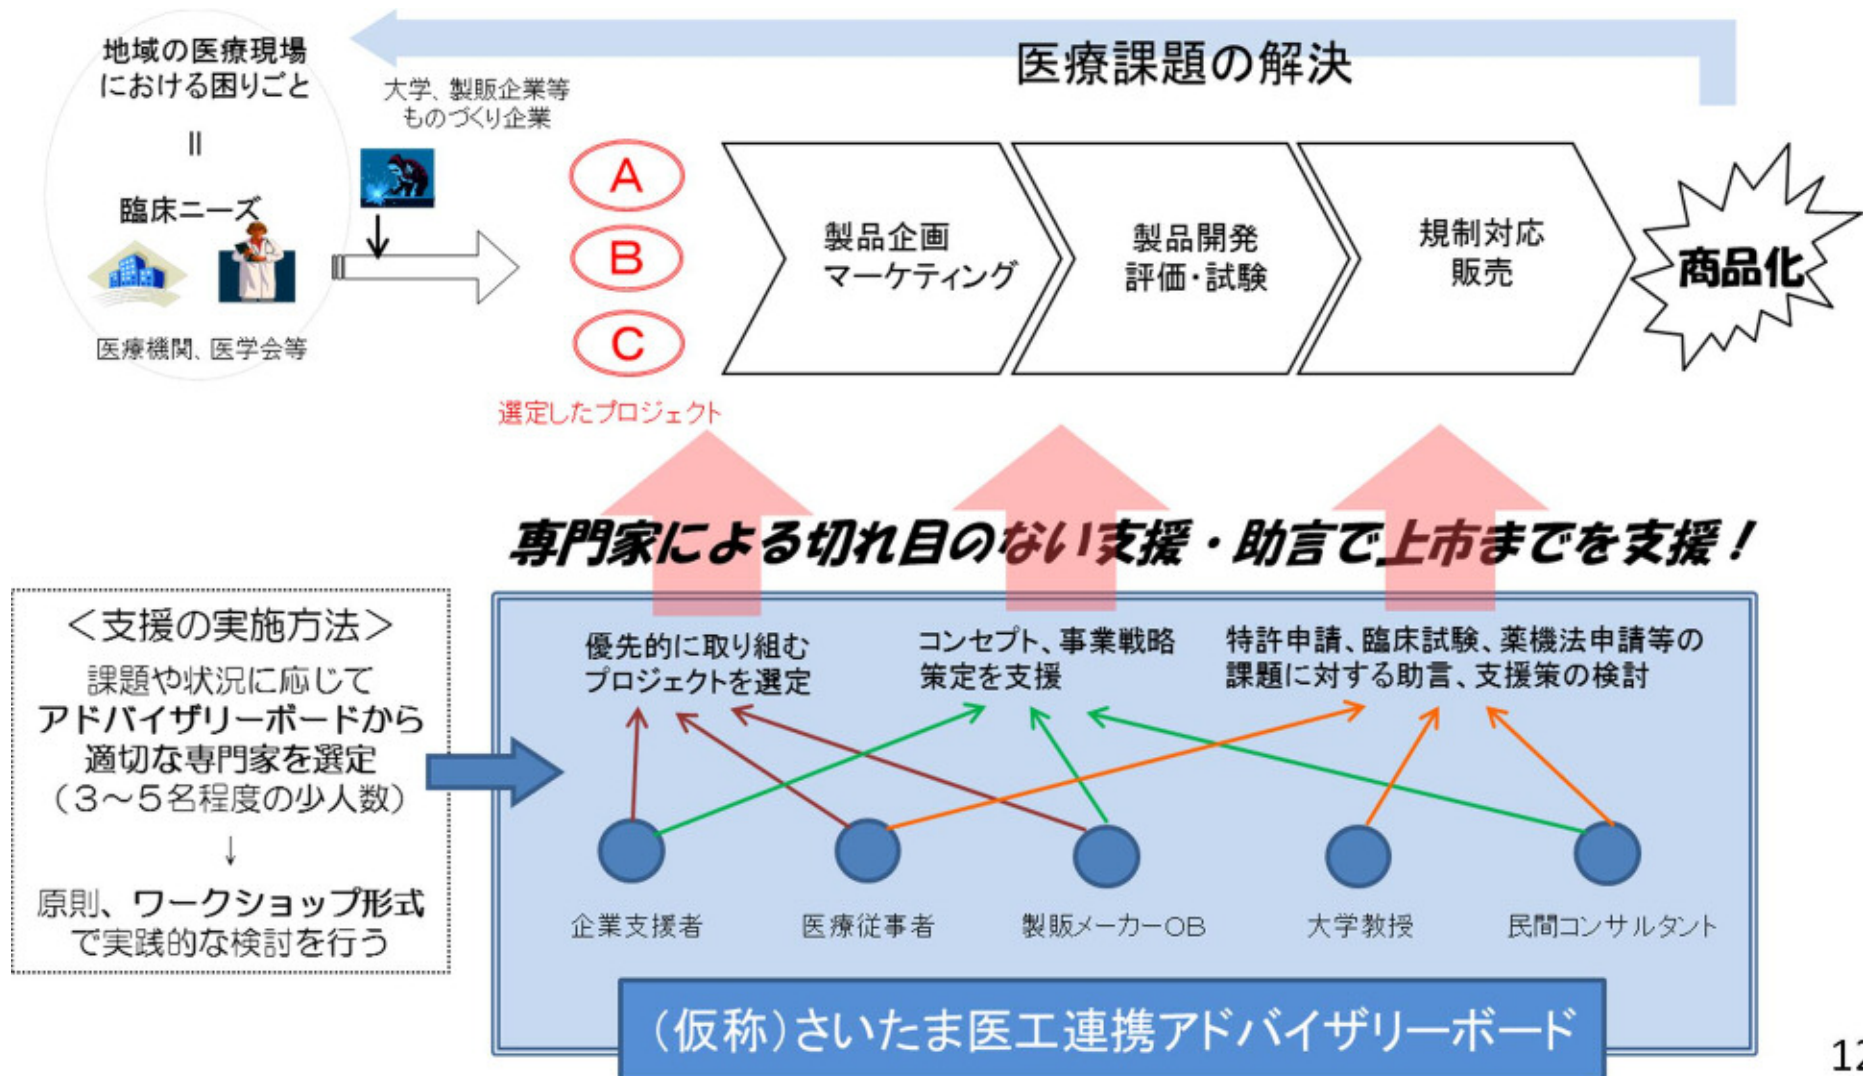 地域の医療現場
における困りごと
＝
臨床ニーズ
医療機関、医学会等
大学、製販企業等
ものづくり企業
医療課題の解決
A
B
C
選定したプロジェクト
製品企画
マーケティング
製品開発
評価・試験
規制対応
販売
商品化
専門家による切れ目のない支援・助言で上市までを支援！
＜支援の実施方法＞
課題や状況に応じて
アドバイザリーボードから
適切な専門家を選定
（３～５名程度の少人数）
↓
原則、ワークショップ形式
で実践的な検討を行う
優先的に取り組む
プロジェクトを選定
コンセプト、事業戦略
策定を支援
特許申請、臨床試験、薬機法申請等の
課題に対する助言、支援策の検討
企業支援者
医療従事者
製販メーカーOB
大学教授
民間コンサルタント
（仮称）さいたま医工連携アドバイザリーボード
12